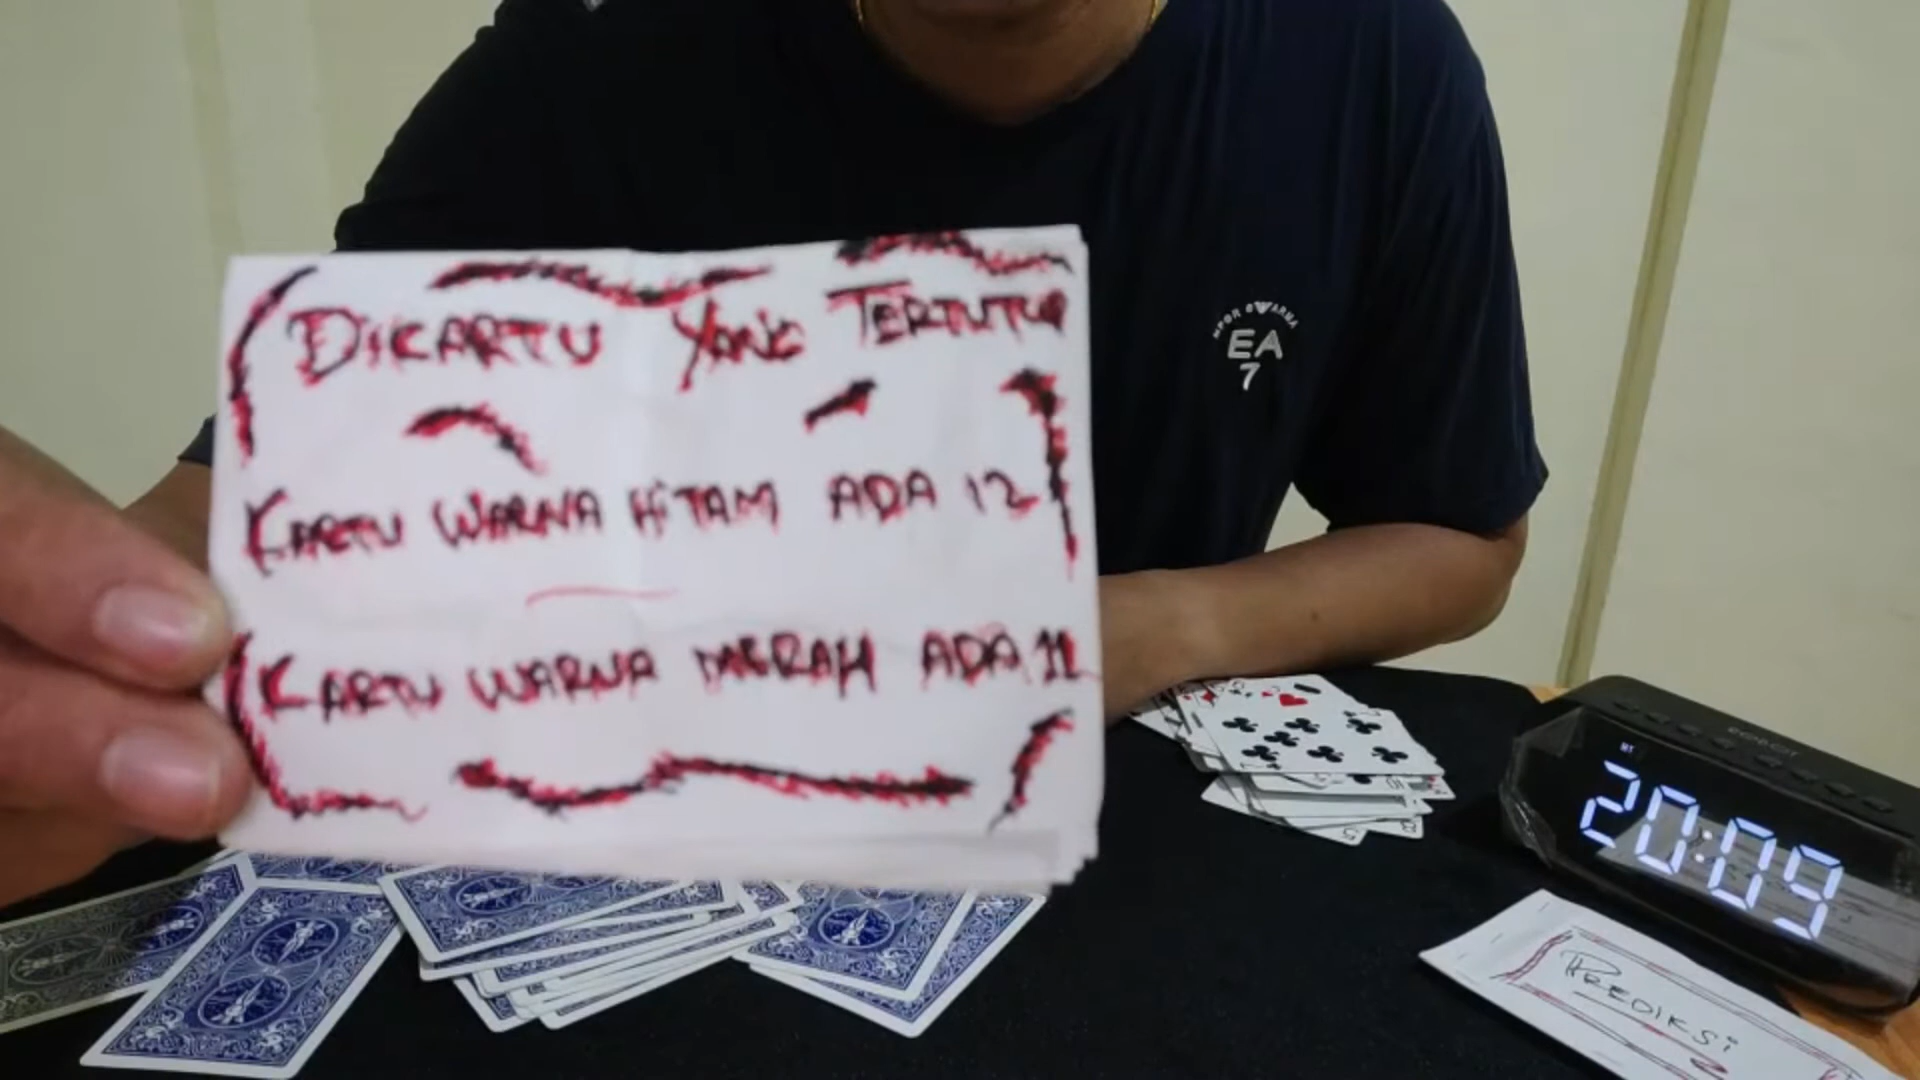 DiKARTU YANG TERTUTUP
KARTU WARNA HiTAM ADA 12
KARTU WARNA MERAH ADA 11
EA
7
20:09
PREDIKSi